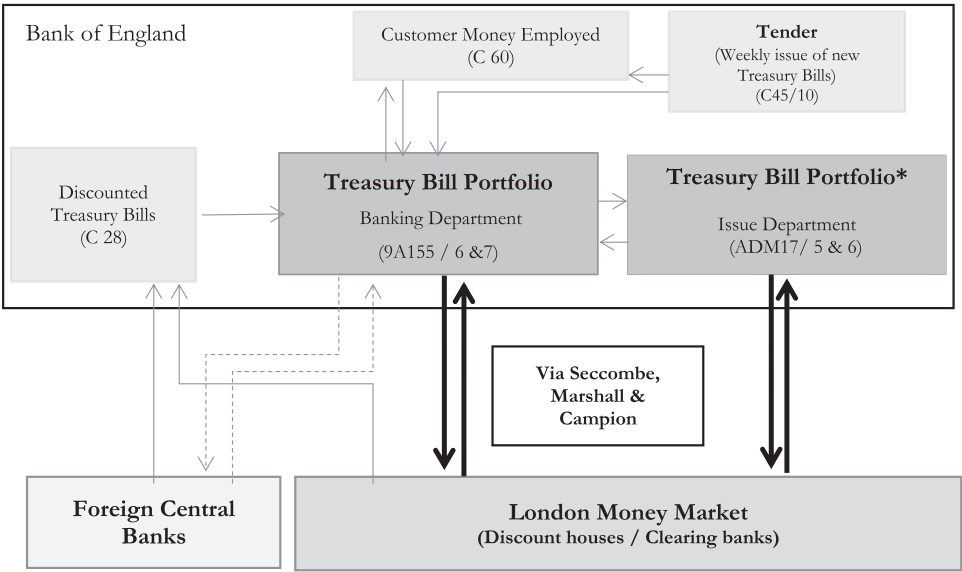 Bank of England
Customer Money Employed
(C 60)
Tender
(Weekly issue of new
Treasury Bills)
(C45/10)
Discounted
Treasury Bills
(C 28)
Treasury Bill Portfolio
Banking Department
(9A155 / 6 &7)
Treasury Bill Portfolio*
Issue Department
(ADM17/ 5 & 6)
Via Seccombe,
Marshall &
Campion
Foreign Central
Banks
London Money Market
(Discount houses / Clearing banks)